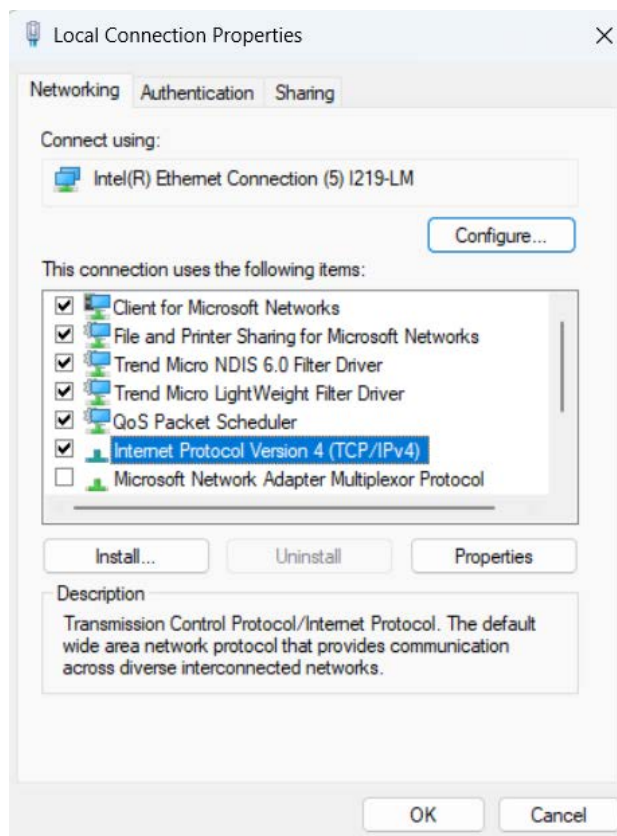 Local Connection Properties
Networking Authentication Sharing
Connect using:
Intel(R) Ethernet Connection (5) I219-LM
Configure...
This connection uses the following items:
Client for Microsoft Networks
File and Printer Sharing for Microsoft Networks
Trend Micro NDIS 6.0 Filter Driver
Trend Micro LightWeight Filter Driver
QoS Packet Scheduler
Internet Protocol Version 4 (TCP/IPv4)
Microsoft Network Adapter Multiplexor Protocol
Install... Uninstall Properties
Description
Transmission Control Protocol/Internet Protocol. The default
wide area network protocol that provides communication
across diverse interconnected networks.
OK Cancel